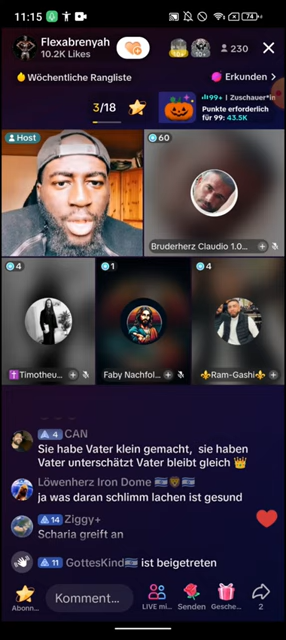 11:15
74
Flexabrenyah
10.2K Likes
230
Wöchentliche Rangliste
Erkunden >
3/18
99+ | Zuschauer*in
Punkte erforderlich
für 99: 43.5K
Host
60
Bruderherz Claudio 1.0...
4
Timotheu...
1
Faby Nachfol...
4
Ram-Gashi
4 CAN
Sie habe Vater klein gemacht, sie haben
Vater unterschätzt Vater bleibt gleich 👑
Löwenherz Iron Dome 🇮🇱🦁🇮🇱
ja was daran schlimm lachen ist gesund
14 Ziggy+
Scharia greift an
11 GottesKind🇮🇱 ist beigetreten
Abonn...
Komment...
LIVE mi...
Senden
Gesche...
2